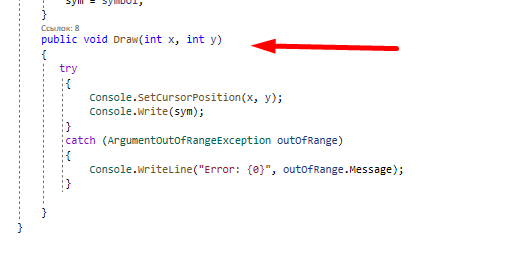 sym = symbol;
}
Ссылок: 8
public void Draw(int x, int y)
{
try
{
Console.SetCursorPosition(x, y);
Console.Write(sym);
}
catch (ArgumentOutOfRangeException outOfRange)
{
Console.WriteLine("Error: {0}", outOfRange.Message);
}
}
}